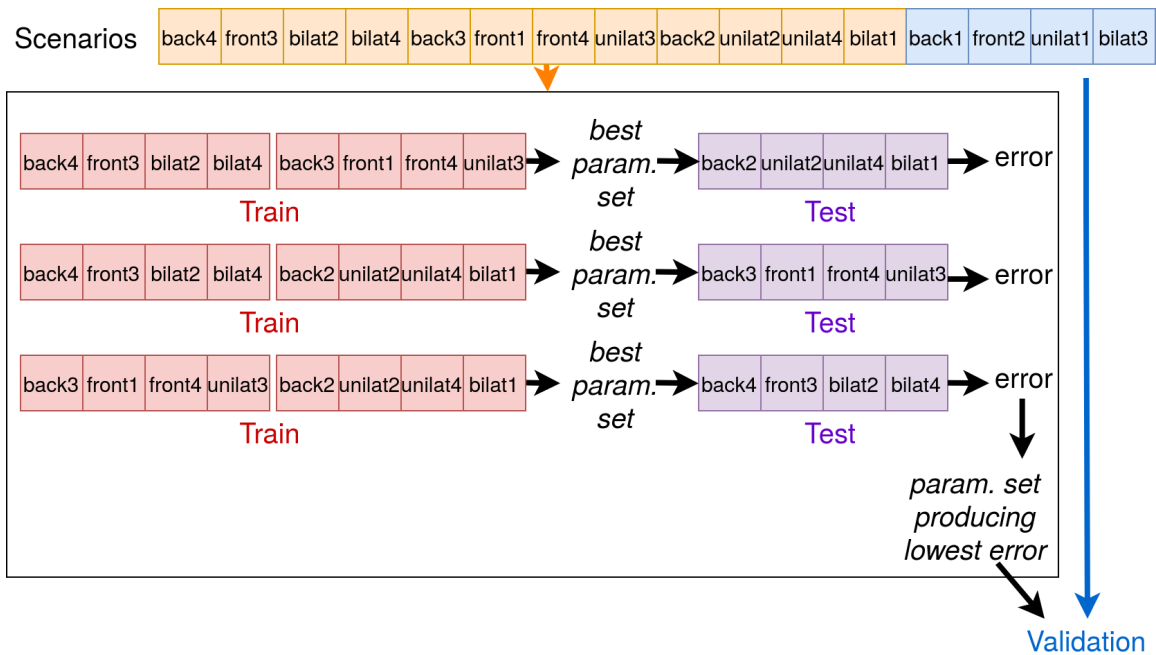 Scenarios back4 front3 bilat2 bilat4 back3 front1 front4 unilat3 back2 unilat2 unilat4 bilat1 back1 front2 unilat1 bilat3
back4 front3 bilat2 bilat4 back3 front1 front4 unilat3
Train
best
param.
set
back2 unilat2 unilat4 bilat1
Test
error
back4 front3 bilat2 bilat4 back2 unilat2 unilat4 bilat1
Train
best
param.
set
back3 front1 front4 unilat3
Test
error
back3 front1 front4 unilat3 back2 unilat2 unilat4 bilat1
Train
best
param.
set
back4 front3 bilat2 bilat4
Test
error
param. set
producing
lowest error
Validation